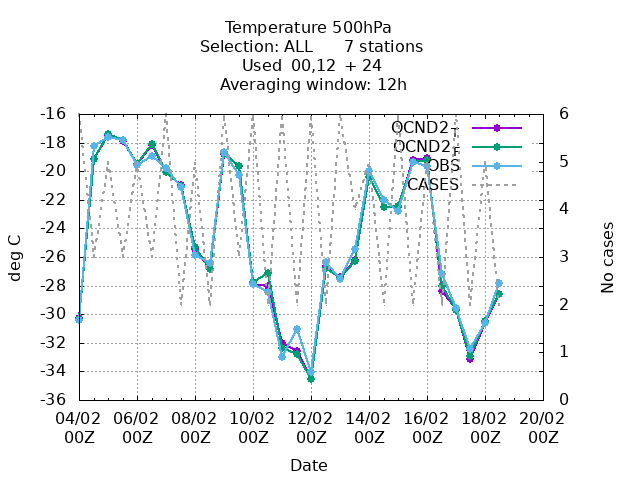 Temperature 500hPa
Selection: ALL 7 stations
Used 00,12 + 24
Averaging window: 12h
-16 6
OCND2-
-18
OCND2+
-20 5
OBS
CASES
-22 4
-24
deg C -26 3 No cases
-28
-30 2
-32
-34 1
-36 0
04/02 06/02 08/02 10/02 12/02 14/02 16/02 18/02 20/02
00Z 00Z 00Z 00Z 00Z 00Z 00Z 00Z 00Z
Date